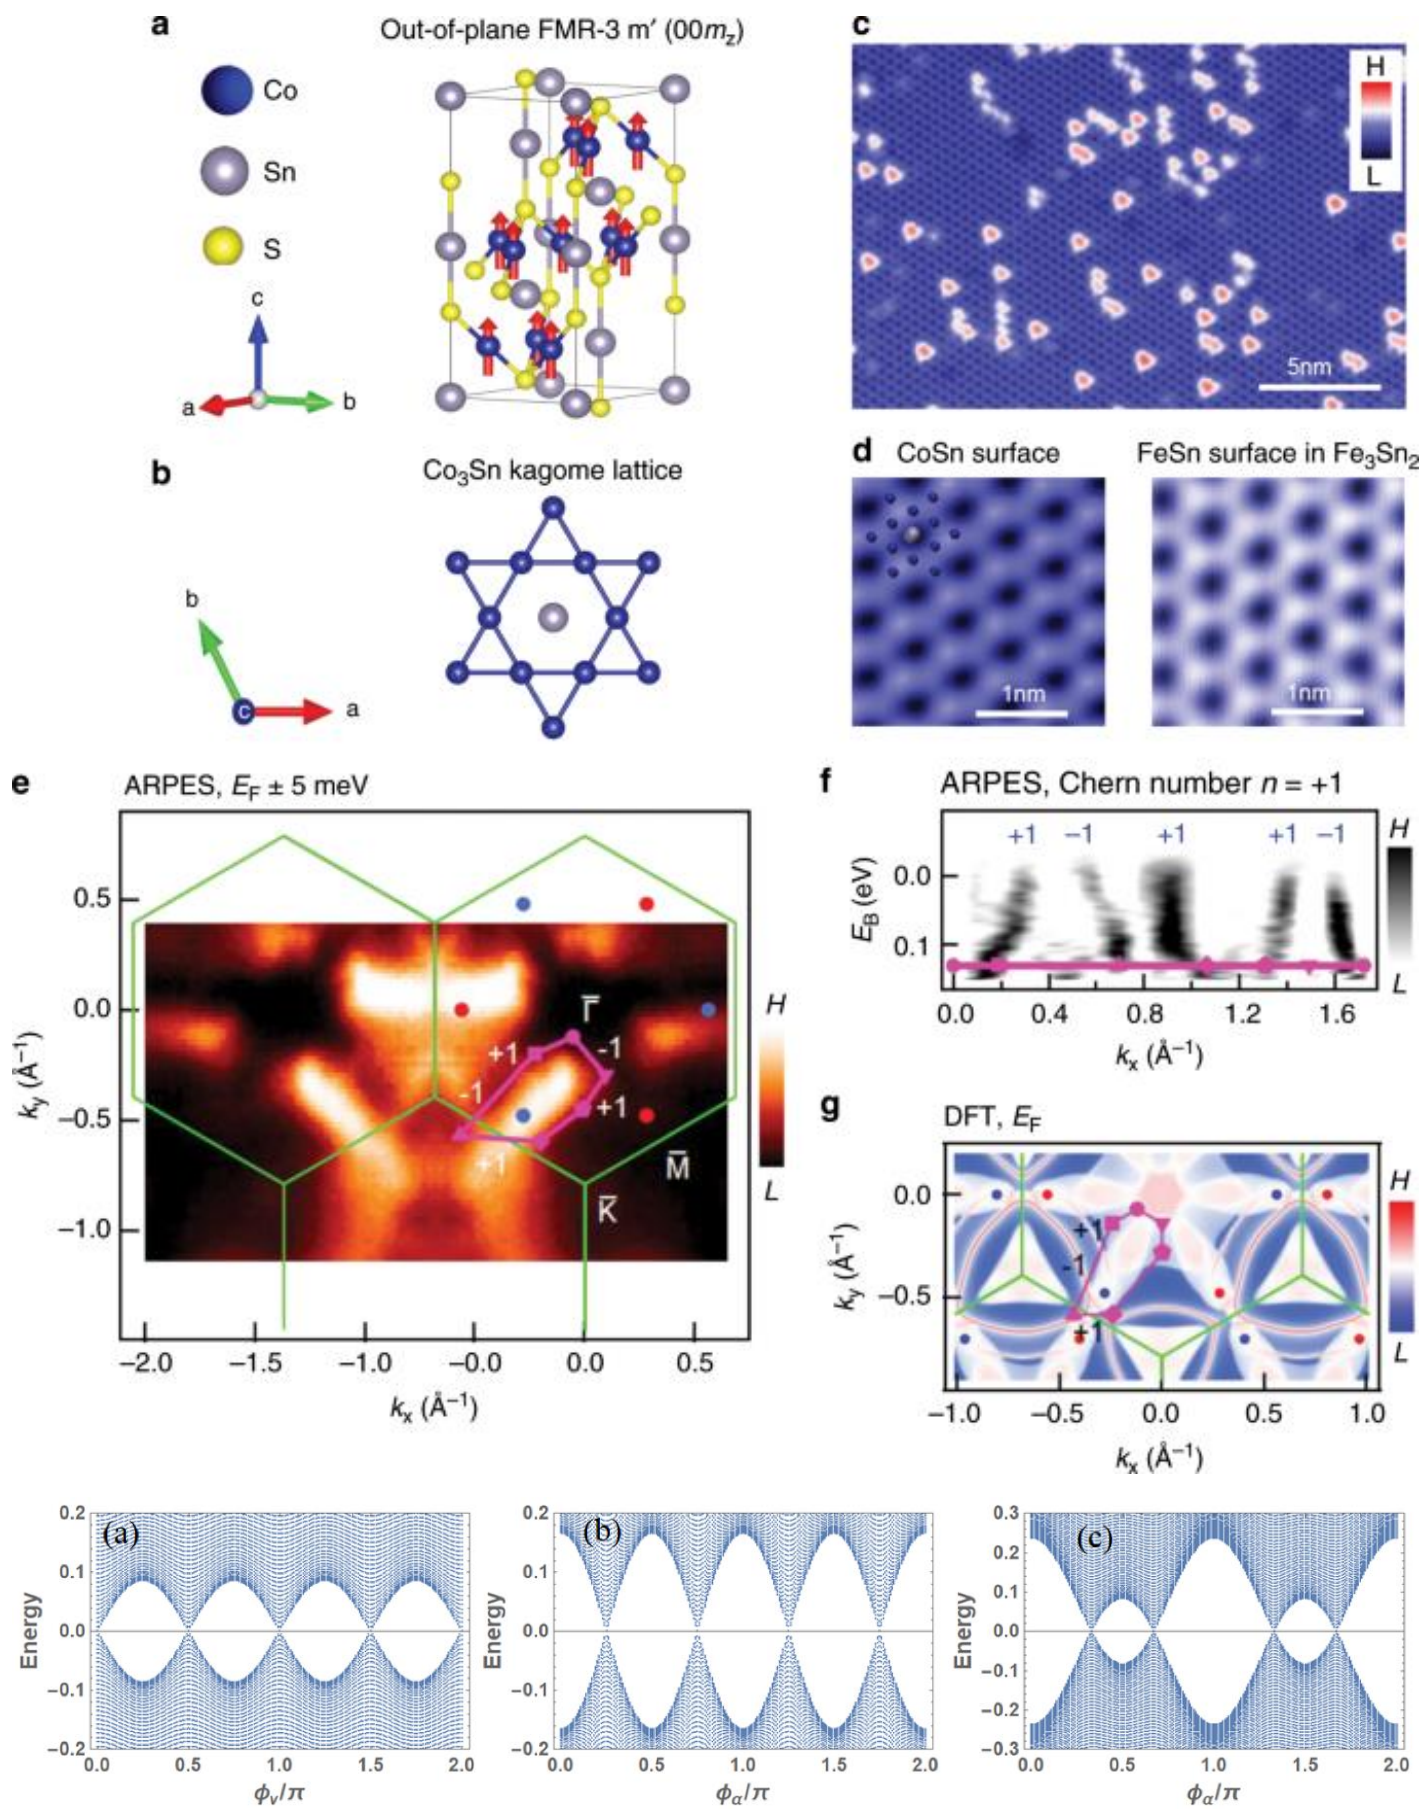 a
Out-of-plane FMR-3 m′ (00m_z)
Co
Sn
S
c
a
b
b
Co₃Sn kagome lattice
b
a
c
c
H
L
5nm
d
CoSn surface
FeSn surface in Fe₃Sn₂
1nm
1nm
e
ARPES, E_F ± 5 meV
0.5
0.0
−0.5
−1.0
k_y (Å⁻¹)
Γ̅
+1
-1
-1
+1
+1
M̅
K̅
H
L
−2.0 −1.5 −1.0 −0.0 0.0 0.5
k_x (Å⁻¹)
f
ARPES, Chern number n = +1
+1 −1 +1 +1 −1
H
L
E_B (eV)
0.0
0.1
0.0 0.4 0.8 1.2 1.6
k_x (Å⁻¹)
g
DFT, E_F
0.0
−0.5
k_y (Å⁻¹)
+1
-1
+1
H
L
−1.0 −0.5 0.0 0.5 1.0
k_x (Å⁻¹)
(a)
0.2
0.1
0.0
−0.1
−0.2
Energy
0.0 0.5 1.0 1.5 2.0
ϕ_v/π
(b)
0.2
0.1
0.0
−0.1
−0.2
Energy
0.0 0.5 1.0 1.5 2.0
ϕ_α/π
(c)
0.3
0.2
0.1
0.0
−0.1
−0.2
−0.3
Energy
0.0 0.5 1.0 1.5 2.0
ϕ_α/π